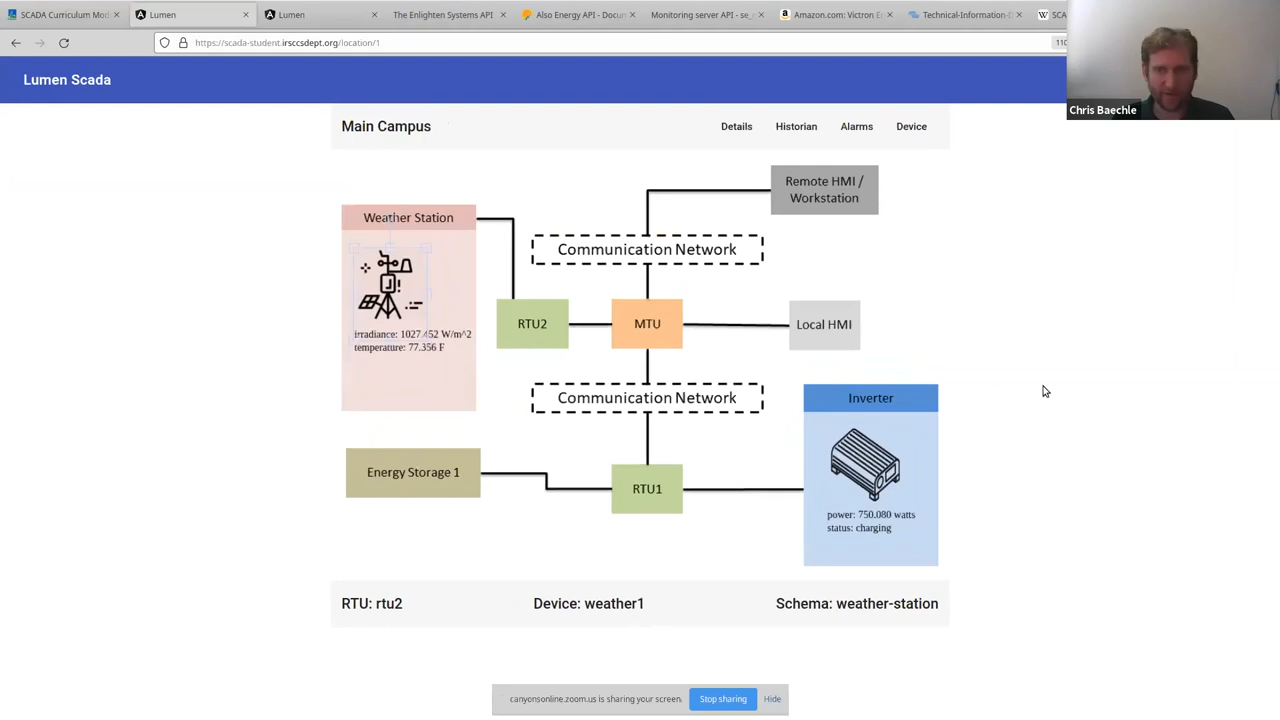 SCADA Curriculum Mod
Lumen
Lumen
The Enlighten Systems API
Also Energy API - Docum
Monitoring server API - se_
Amazon.com: Victron E
Technical-Information-D
SCA
https://scada-student.irsccsdept.org/location/1
110
Lumen Scada
Chris Baechle
Main Campus
Details
Historian
Alarms
Device
Remote HMI /
Workstation
Weather Station
Communication Network
irradiance: 1027.452 W/m^2
temperature: 77.356 F
RTU2
MTU
Local HMI
Communication Network
Inverter
Energy Storage 1
RTU1
power: 750.080 watts
status: charging
RTU: rtu2
Device: weather1
Schema: weather-station
canyonsonline.zoom.us is sharing your screen.
Stop sharing
Hide